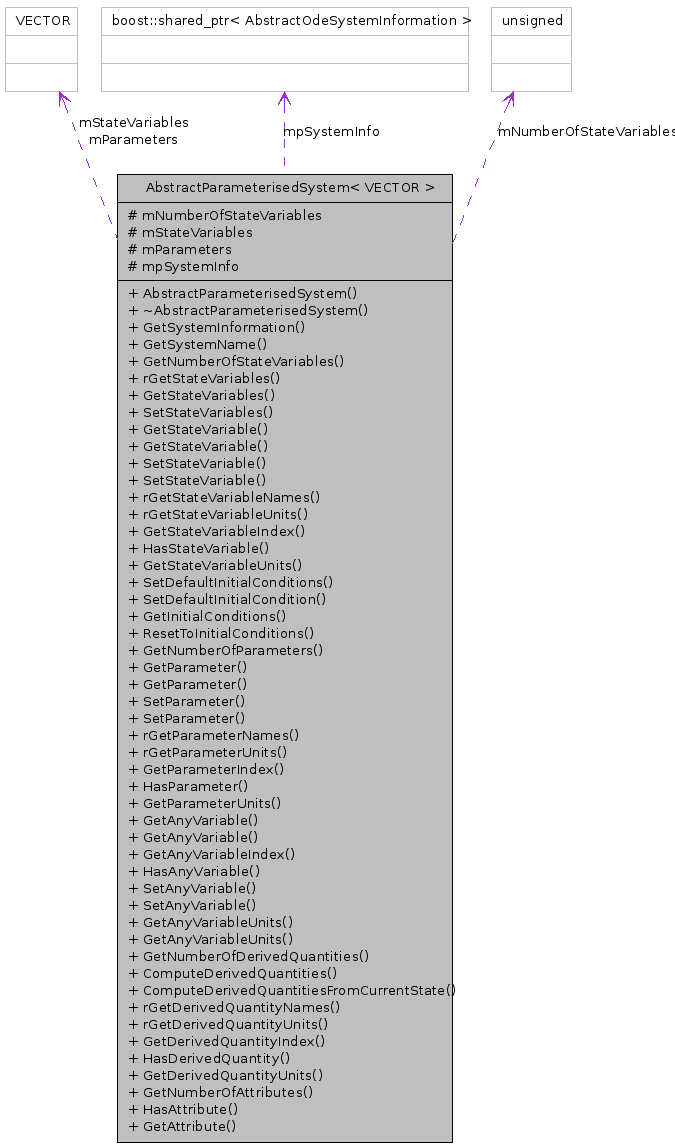 VECTOR
boost::shared_ptr< AbstractOdeSystemInformation >
unsigned
mStateVariables
mParameters
mpSystemInfo
mNumberOfStateVariables
AbstractParameterisedSystem< VECTOR >
# mNumberOfStateVariables
# mStateVariables
# mParameters
# mpSystemInfo
+ AbstractParameterisedSystem()
+ ~AbstractParameterisedSystem()
+ GetSystemInformation()
+ GetSystemName()
+ GetNumberOfStateVariables()
+ rGetStateVariables()
+ GetStateVariables()
+ SetStateVariables()
+ GetStateVariable()
+ GetStateVariable()
+ SetStateVariable()
+ SetStateVariable()
+ rGetStateVariableNames()
+ rGetStateVariableUnits()
+ GetStateVariableIndex()
+ HasStateVariable()
+ GetStateVariableUnits()
+ SetDefaultInitialConditions()
+ SetDefaultInitialCondition()
+ GetInitialConditions()
+ ResetToInitialConditions()
+ GetNumberOfParameters()
+ GetParameter()
+ GetParameter()
+ SetParameter()
+ SetParameter()
+ rGetParameterNames()
+ rGetParameterUnits()
+ GetParameterIndex()
+ HasParameter()
+ GetParameterUnits()
+ GetAnyVariable()
+ GetAnyVariable()
+ GetAnyVariableIndex()
+ HasAnyVariable()
+ SetAnyVariable()
+ SetAnyVariable()
+ GetAnyVariableUnits()
+ GetAnyVariableUnits()
+ GetNumberOfDerivedQuantities()
+ ComputeDerivedQuantities()
+ ComputeDerivedQuantitiesFromCurrentState()
+ rGetDerivedQuantityNames()
+ rGetDerivedQuantityUnits()
+ GetDerivedQuantityIndex()
+ HasDerivedQuantity()
+ GetDerivedQuantityUnits()
+ GetNumberOfAttributes()
+ HasAttribute()
+ GetAttribute()